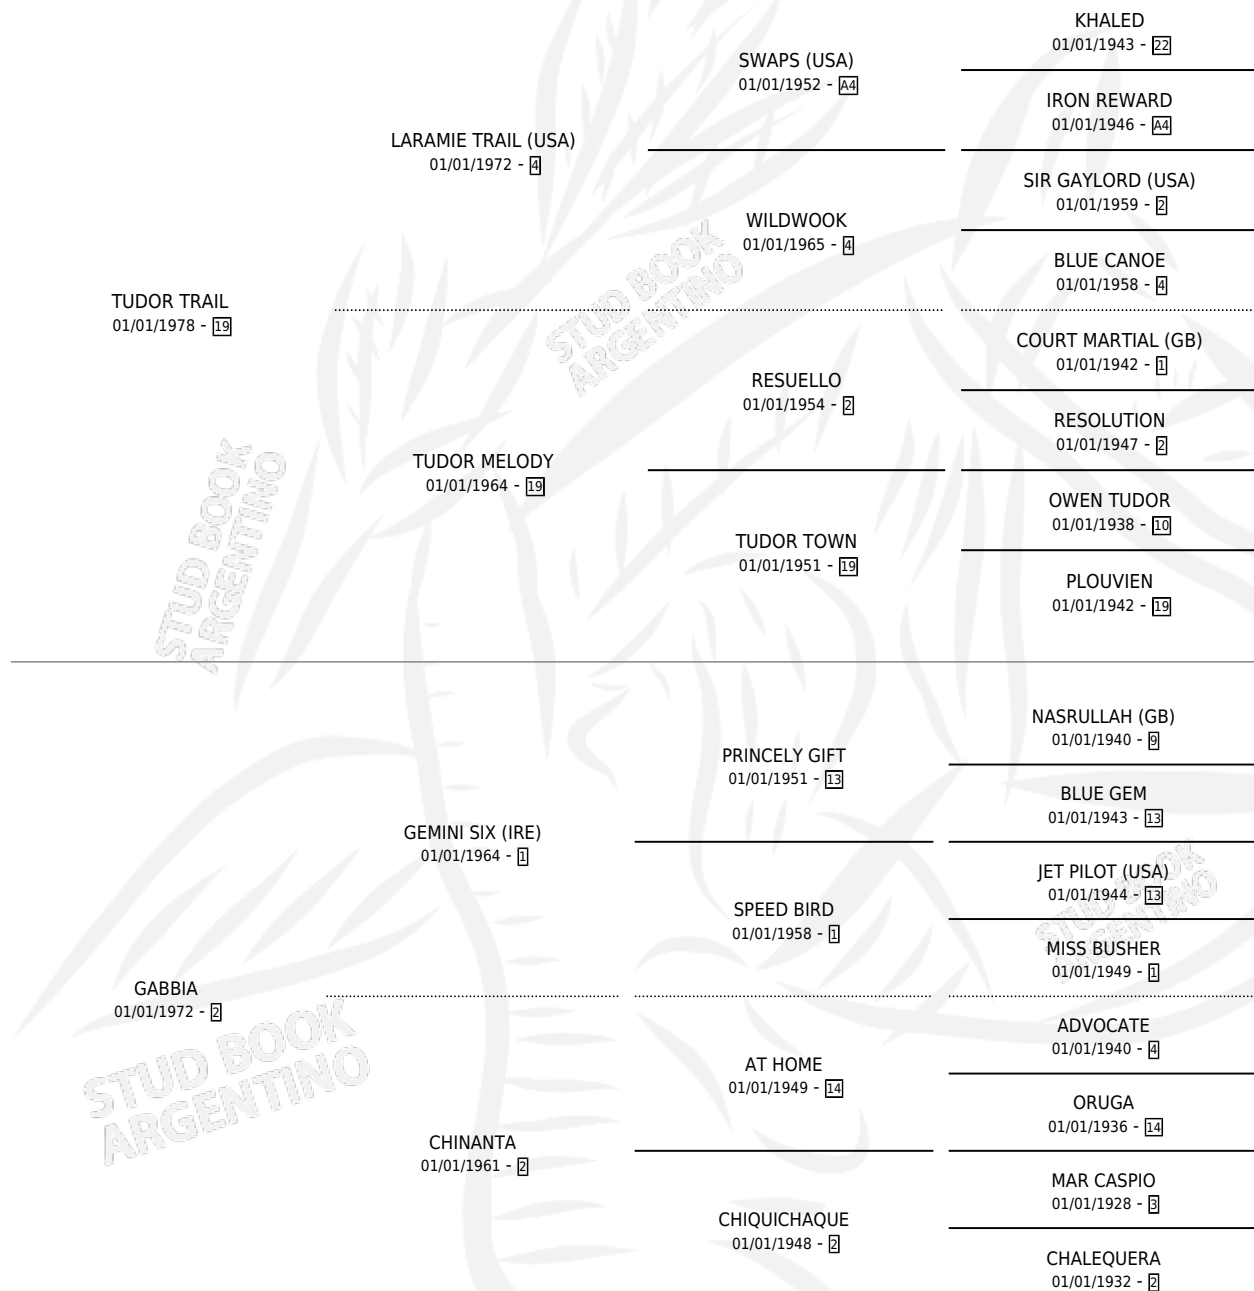 KHALED
01/01/1943 - 22
SWAPS (USA)
01/01/1952 - A4
IRON REWARD
01/01/1946 - A4
LARAMIE TRAIL (USA)
01/01/1972 - 4
SIR GAYLORD (USA)
01/01/1959 - 2
WILDWOOK
01/01/1965 - 4
BLUE CANOE
01/01/1958 - 4
TUDOR TRAIL
01/01/1978 - 19
STUD BOOK
ARGENTINO
COURT MARTIAL (GB)
01/01/1942 - 1
RESUELLO
01/01/1954 - 2
RESOLUTION
01/01/1947 - 2
TUDOR MELODY
01/01/1964 - 19
OWEN TUDOR
01/01/1938 - 10
TUDOR TOWN
01/01/1951 - 19
PLOUVIEN
01/01/1942 - 19
STUD BOOK
ARGENTINO
NASRULLAH (GB)
01/01/1940 - 9
PRINCELY GIFT
01/01/1951 - 13
BLUE GEM
01/01/1943 - 13
GEMINI SIX (IRE)
01/01/1964 - 1
JET PILOT (USA)
01/01/1944 - 13
SPEED BIRD
01/01/1958 - 1
STUD BOOK
ARGENTINO
MISS BUSHER
01/01/1949 - 1
GABBIA
01/01/1972 - 2
ADVOCATE
01/01/1940 - 4
AT HOME
01/01/1949 - 14
ORUGA
01/01/1936 - 14
STUD BOOK
ARGENTINO
CHINANTA
01/01/1961 - 2
MAR CASPIO
01/01/1928 - 3
CHIQUICHAQUE
01/01/1948 - 2
CHALEQUERA
01/01/1932 - 2